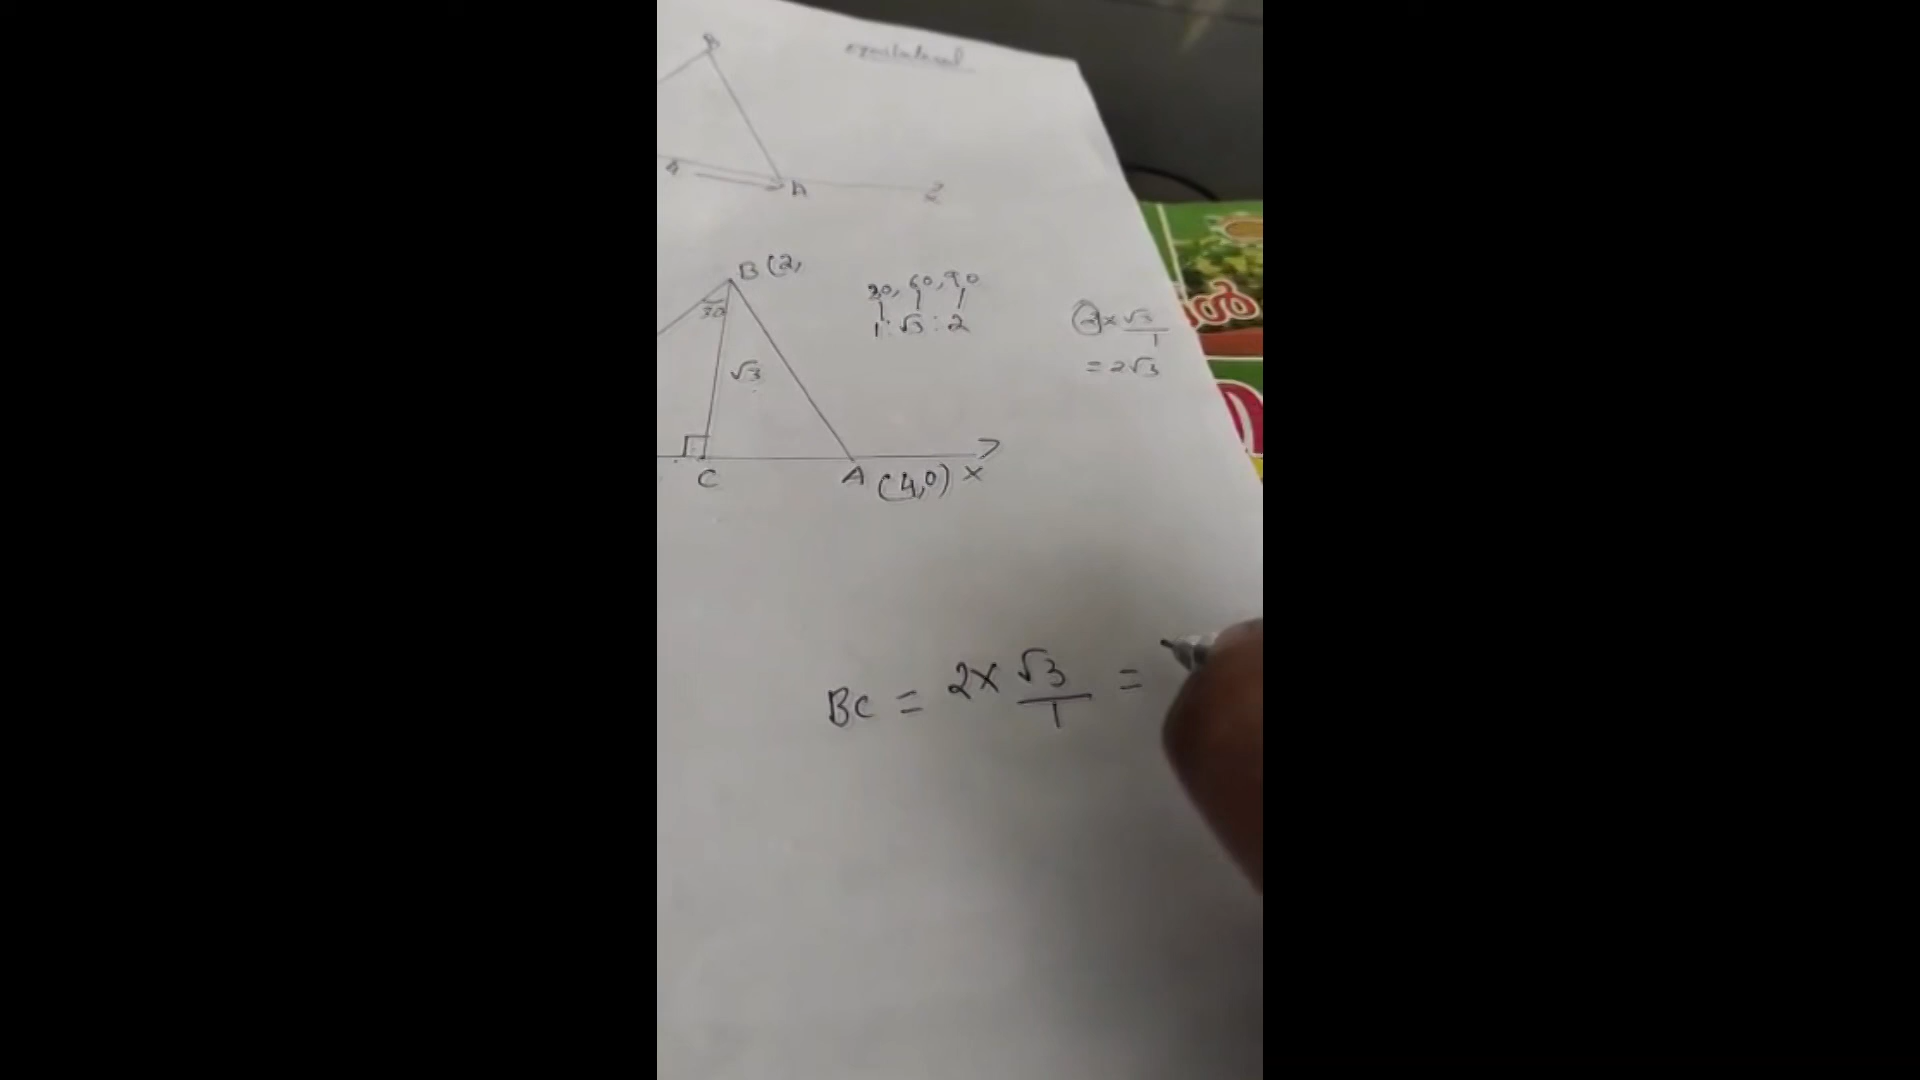 equilateral
B
4
A
X
B (2,
30, 60, 90
1 : √3 : 2
30
√3
2 × √3/1
= 2√3
C
A (4,0) X
BC = 2 × √3/1 =